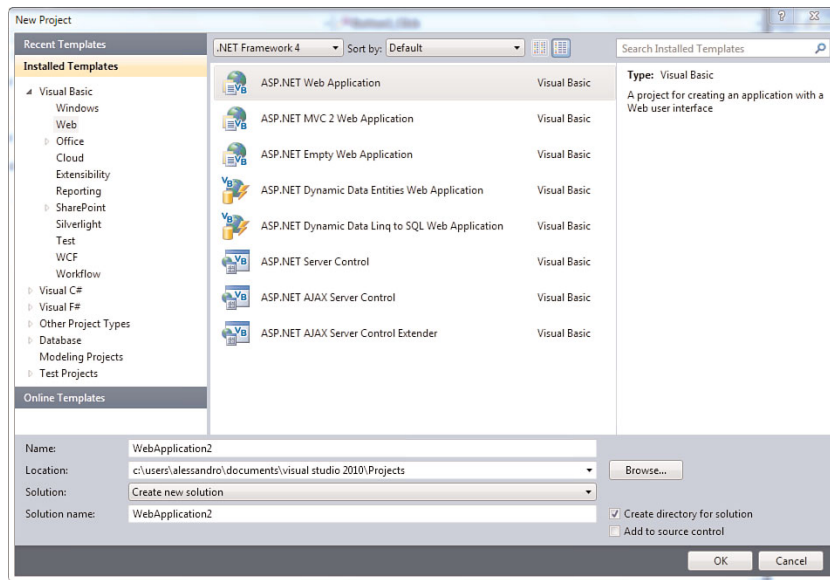 New Project
Recent Templates
Installed Templates
Visual Basic
Windows
Web
Office
Cloud
Extensibility
Reporting
SharePoint
Silverlight
Test
WCF
Workflow
Visual C#
Visual F#
Other Project Types
Database
Modeling Projects
Test Projects
Online Templates
.NET Framework 4 Sort by: Default
ASP.NET Web Application Visual Basic
ASP.NET MVC 2 Web Application Visual Basic
ASP.NET Empty Web Application Visual Basic
ASP.NET Dynamic Data Entities Web Application Visual Basic
ASP.NET Dynamic Data Linq to SQL Web Application Visual Basic
ASP.NET Server Control Visual Basic
ASP.NET AJAX Server Control Visual Basic
ASP.NET AJAX Server Control Extender Visual Basic
Search Installed Templates
Type: Visual Basic
A project for creating an application with a
Web user interface
Name: WebApplication2
Location: c:\users\alessandro\documents\visual studio 2010\Projects Browse...
Solution: Create new solution
Solution name: WebApplication2
Create directory for solution
Add to source control
OK Cancel